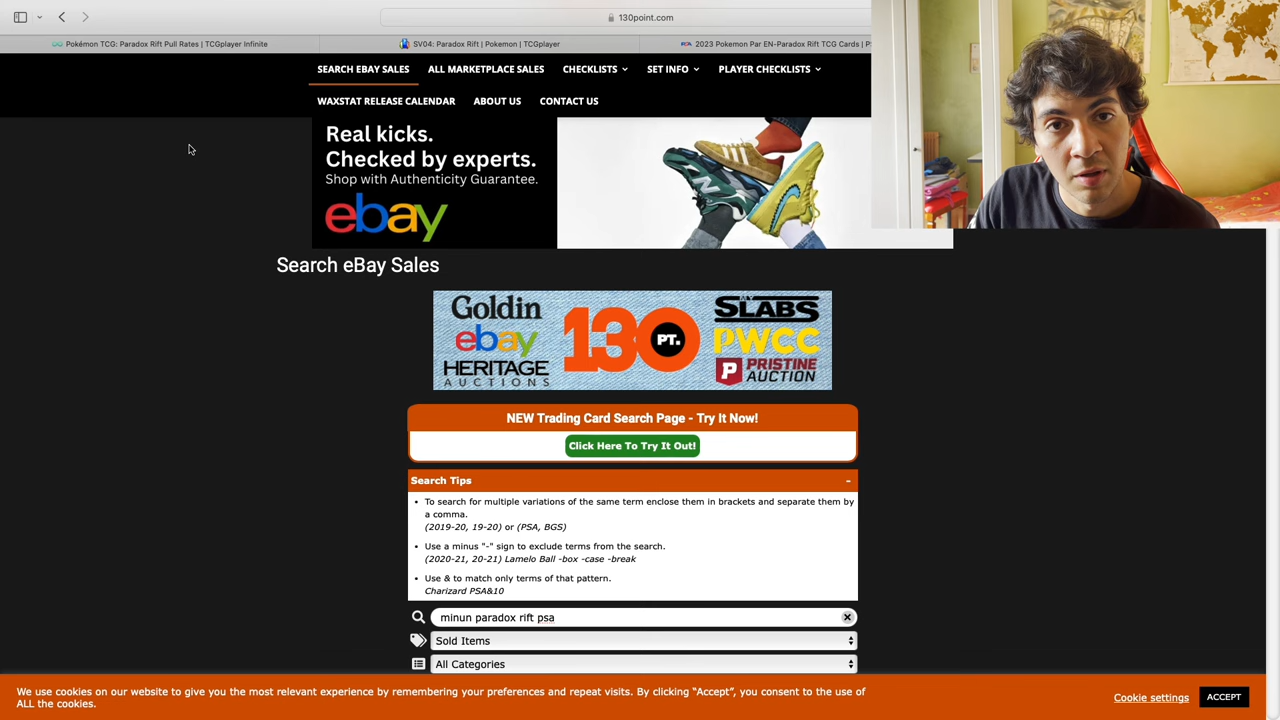 130point.com
Pokémon TCG: Paradox Rift Pull Rates | TCGplayer Infinite
SV04: Paradox Rift | Pokemon | TCGplayer
PSA 2023 Pokemon Par EN-Paradox Rift TCG Cards | PS
SEARCH EBAY SALES
ALL MARKETPLACE SALES
CHECKLISTS
SET INFO
PLAYER CHECKLISTS
WAXSTAT RELEASE CALENDAR
ABOUT US
CONTACT US
Real kicks.
Checked by experts.
Shop with Authenticity Guarantee.
ebay
Search eBay Sales
Goldin
ebay
HERITAGE
AUCTIONS
130 PT.
MY
SLABS
PWCC
P PRISTINE
AUCTION
NEW Trading Card Search Page - Try It Now!
Click Here To Try It Out!
Search Tips
-
• To search for multiple variations of the same term enclose them in brackets and separate them by
a comma.
(2019-20, 19-20) or (PSA, BGS)
• Use a minus "-" sign to exclude terms from the search.
(2020-21, 20-21) Lamelo Ball -box -case -break
• Use & to match only terms of that pattern.
Charizard PSA&10
minun paradox rift psa
Sold Items
All Categories
We use cookies on our website to give you the most relevant experience by remembering your preferences and repeat visits. By clicking “Accept”, you consent to the use of
ALL the cookies.
Cookie settings
ACCEPT